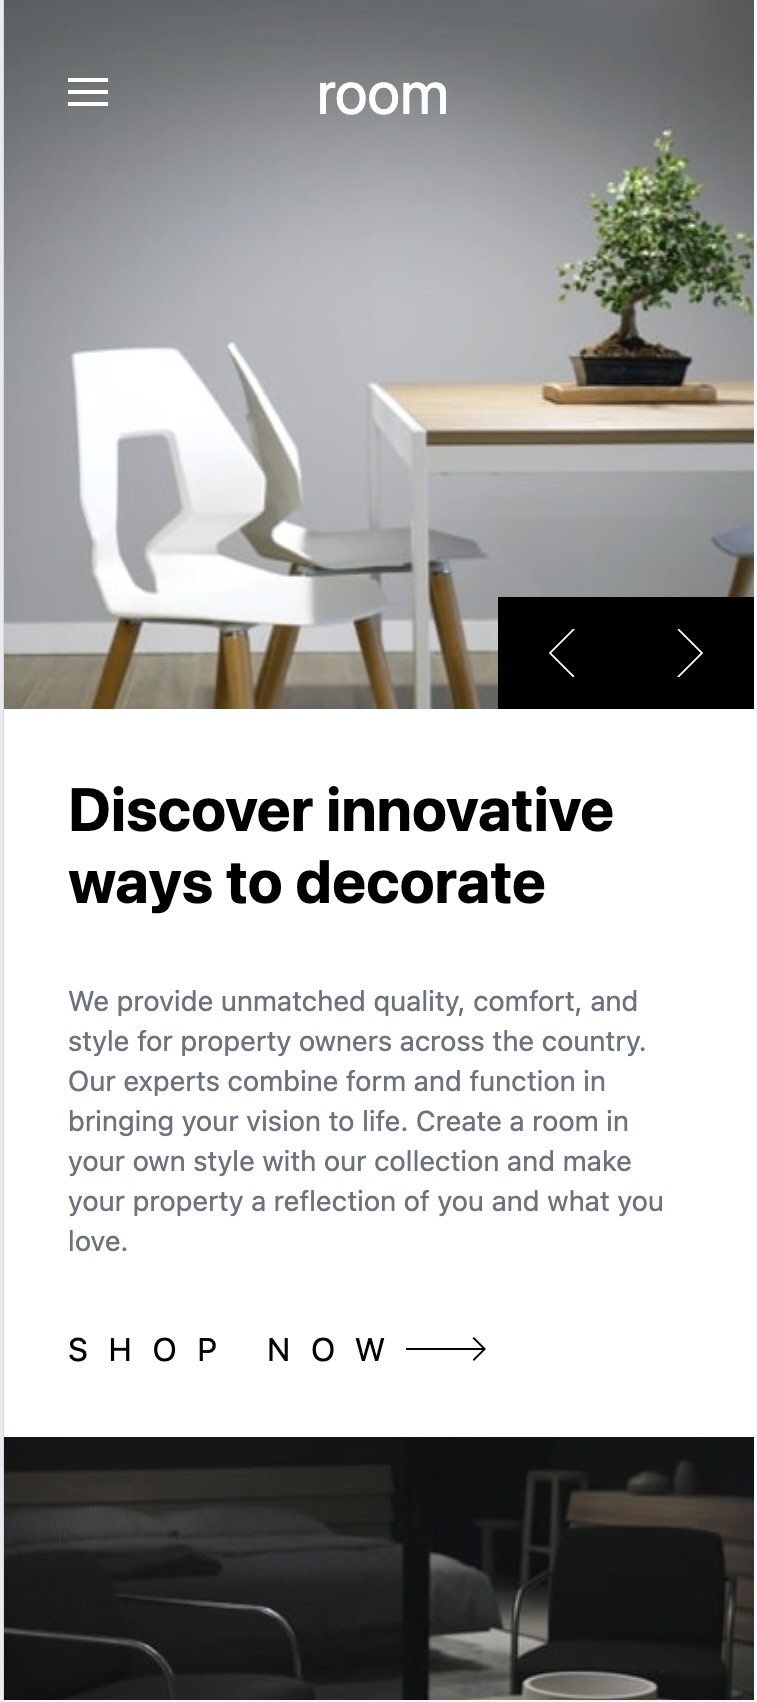 room
Discover innovative
ways to decorate
We provide unmatched quality, comfort, and
style for property owners across the country.
Our experts combine form and function in
bringing your vision to life. Create a room in
your own style with our collection and make
your property a reflection of you and what you
love.
SHOP NOW